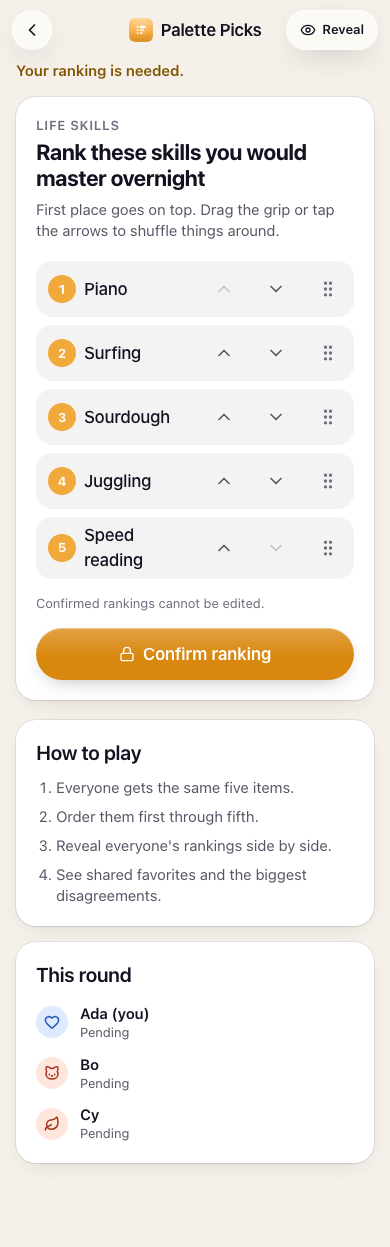 Palette Picks
Reveal
Your ranking is needed.
LIFE SKILLS
Rank these skills you would
master overnight
First place goes on top. Drag the grip or tap
the arrows to shuffle things around.
1 Piano
2 Surfing
3 Sourdough
4 Juggling
5 Speed
reading
Confirmed rankings cannot be edited.
Confirm ranking
How to play
1. Everyone gets the same five items.
2. Order them first through fifth.
3. Reveal everyone's rankings side by side.
4. See shared favorites and the biggest
disagreements.
This round
Ada (you)
Pending
Bo
Pending
Cy
Pending